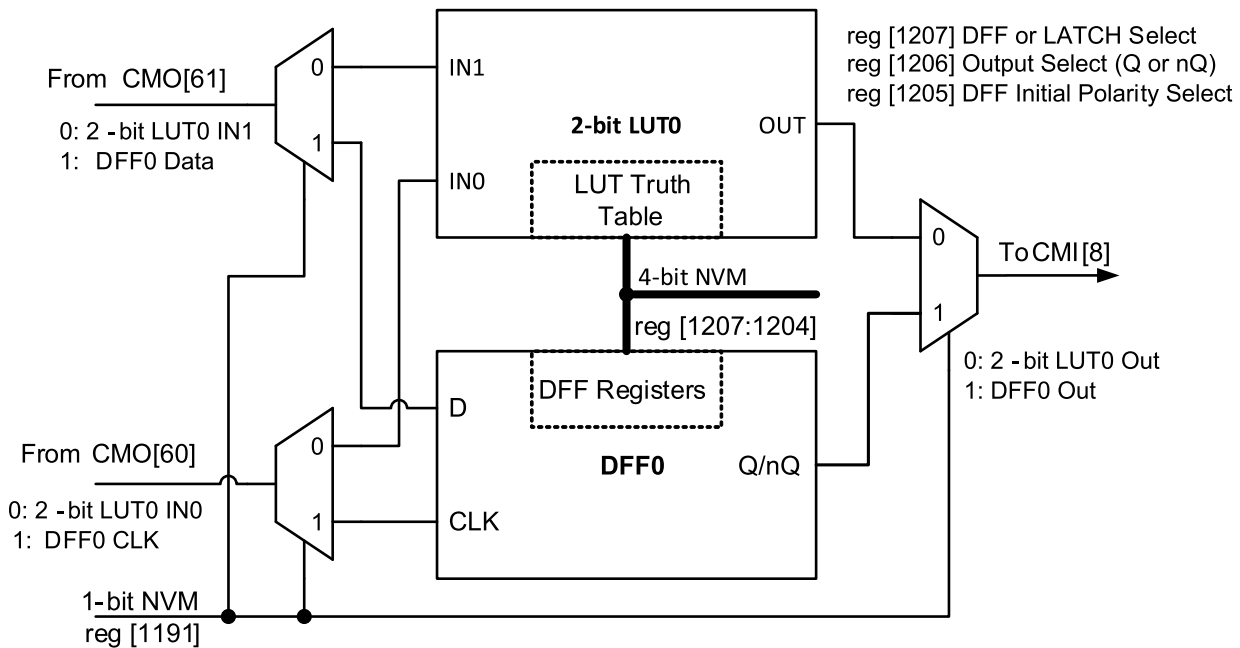 From CMO[61]
0: 2 -bit LUT0 IN1
1: DFF0 Data
0
1
IN1
IN0
2-bit LUT0
OUT
LUT Truth
Table
reg [1207] DFF or LATCH Select
reg [1206] Output Select (Q or nQ)
reg [1205] DFF Initial Polarity Select
4-bit NVM
reg [1207:1204]
0
1
To CMI [8]
0: 2 -bit LUT0 Out
1: DFF0 Out
DFF Registers
D
DFF0
Q/nQ
CLK
From CMO[60]
0: 2 -bit LUT0 IN0
1: DFF0 CLK
0
1
1-bit NVM
reg [1191]